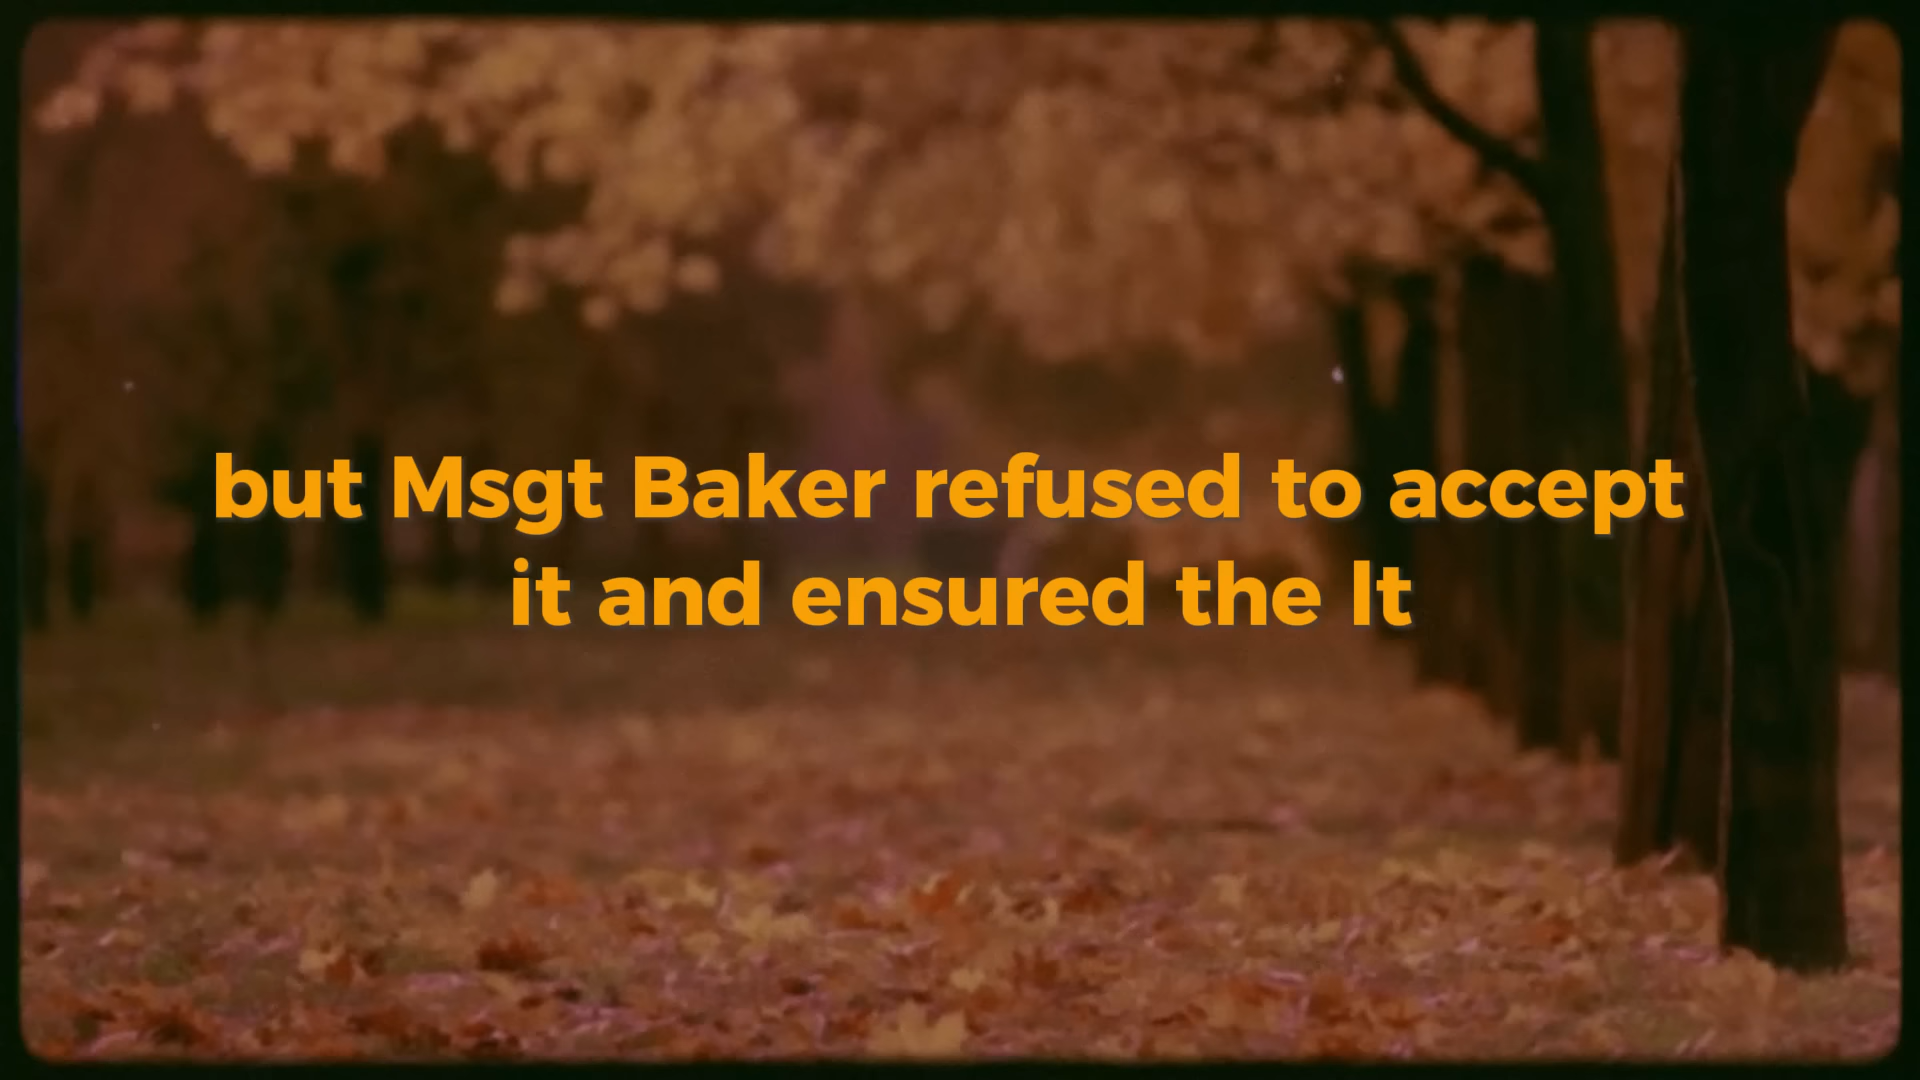 but Msgt Baker refused to accept
it and ensured the lt